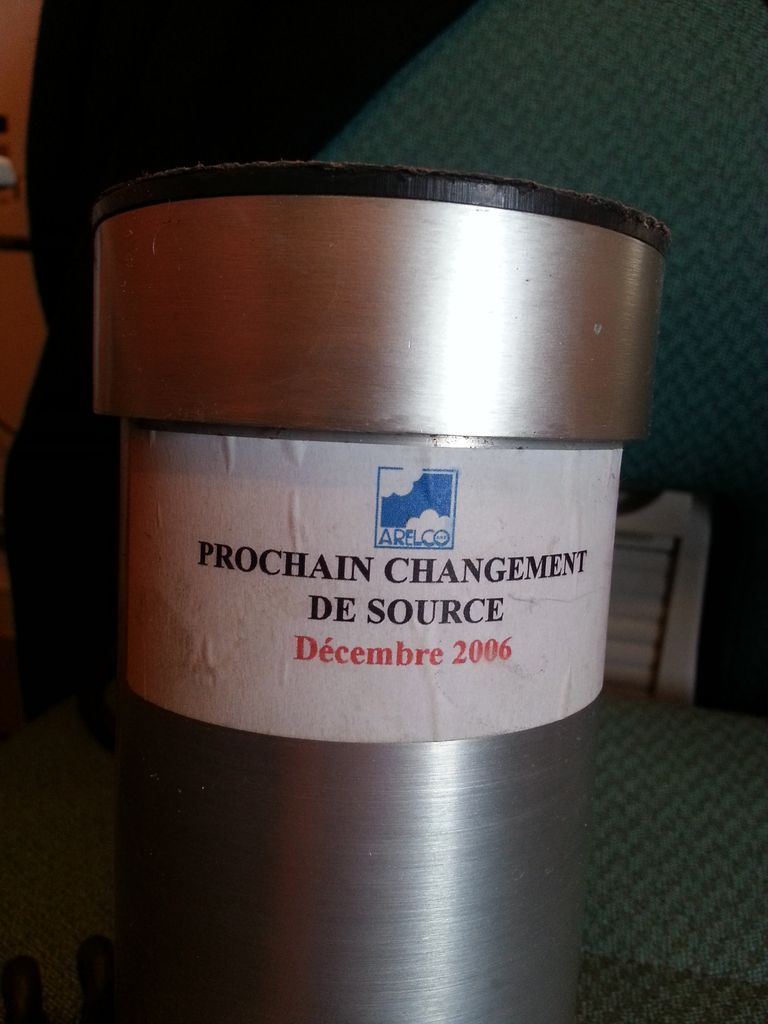 ARELCO
PROCHAIN CHANGEMENT
DE SOURCE
Décembre 2006